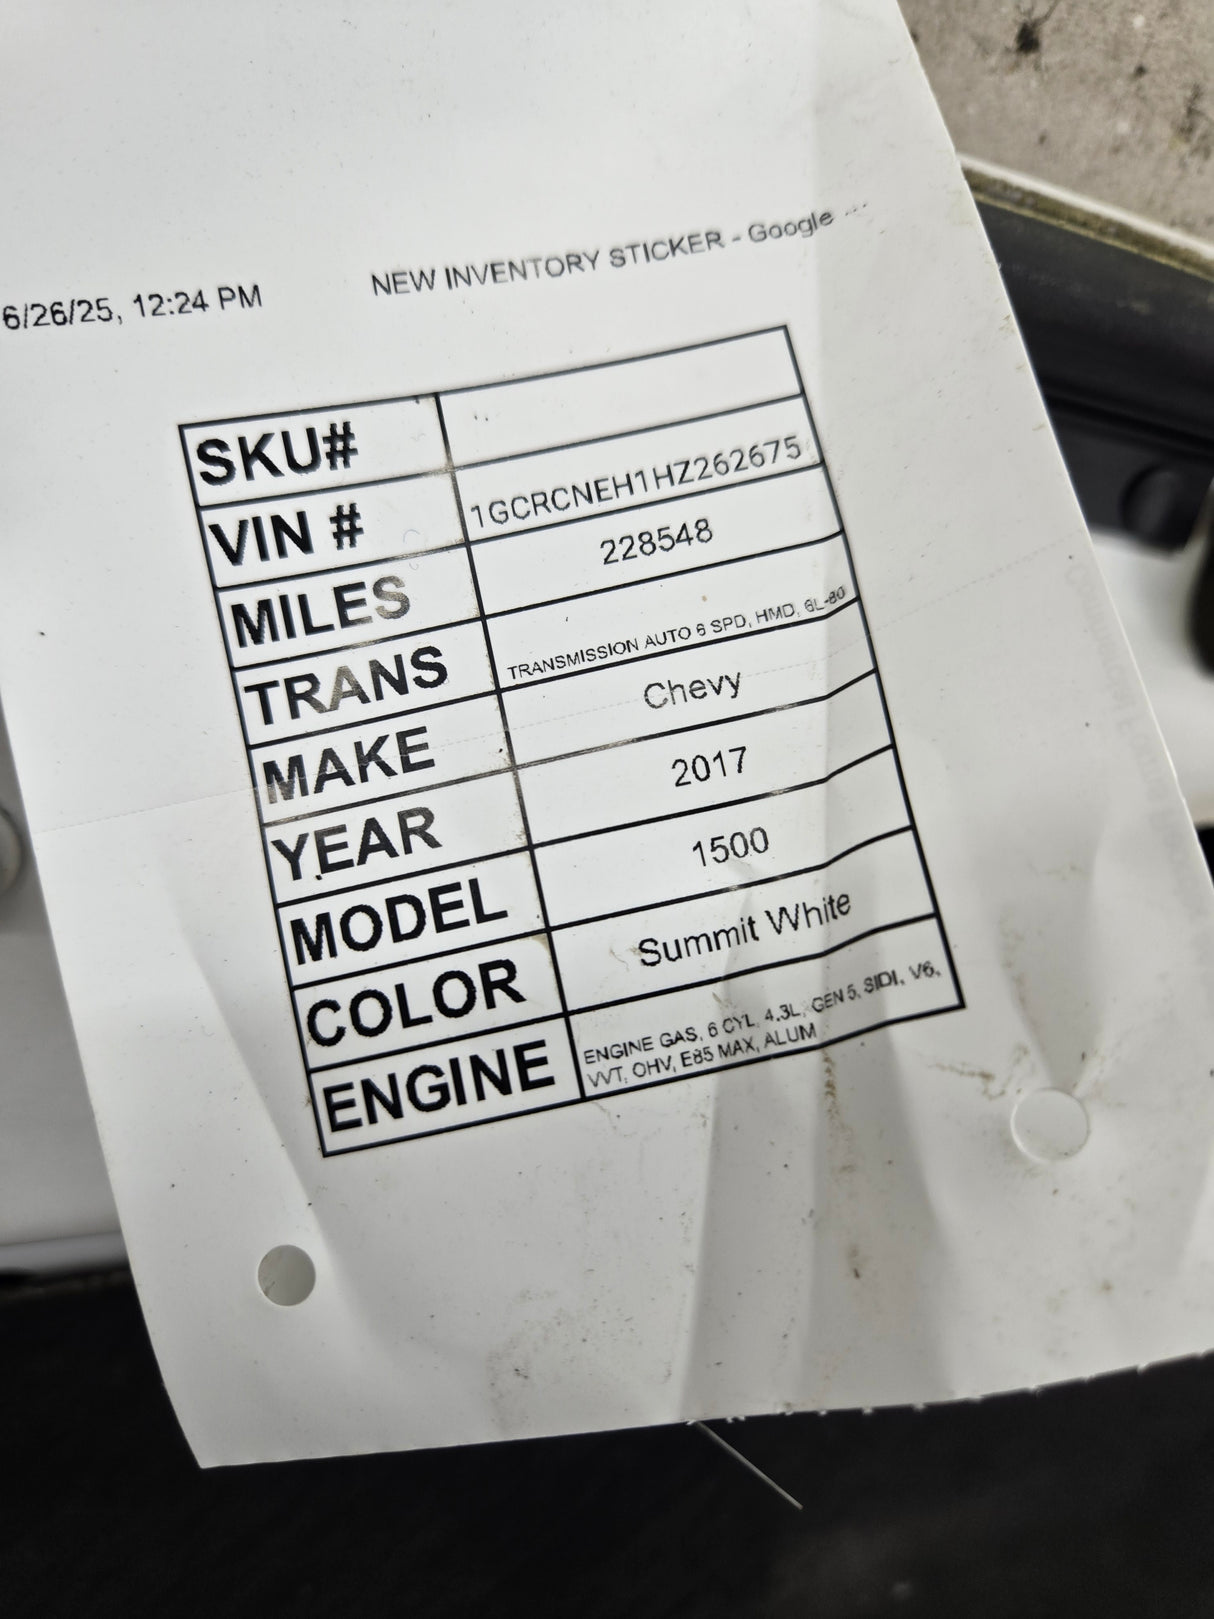 6/26/25, 12:24 PM
NEW INVENTORY STICKER - Google ...
SKU#
VIN # 1GCRCNEH1HZ262675
MILES 228548
TRANS TRANSMISSION AUTO 6 SPD, HMD, 6L-80
MAKE Chevy
YEAR 2017
MODEL 1500
COLOR Summit White
ENGINE ENGINE GAS, 6 CYL, 4.3L, GEN 5, SIDI, V6,
VVT, OHV, E85 MAX, ALUM